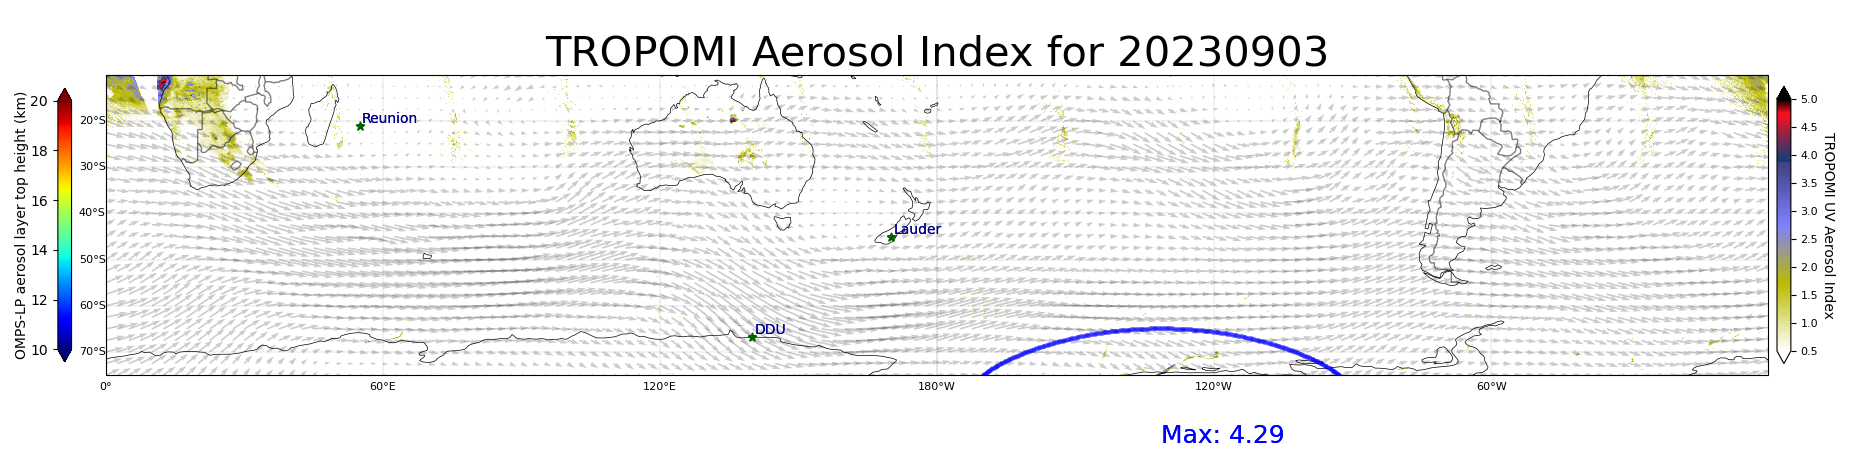 TROPOMI Aerosol Index for 20230903
OMPS-LP aerosol layer top height (km)
20
18
16
14
12
10
20°S
30°S
40°S
50°S
60°S
70°S
0°
60°E
120°E
180°W
120°W
60°W
Reunion
Lauder
DDU
5.0
4.5
4.0
3.5
3.0
2.5
2.0
1.5
1.0
0.5
TROPOMI UV Aerosol Index
Max: 4.29